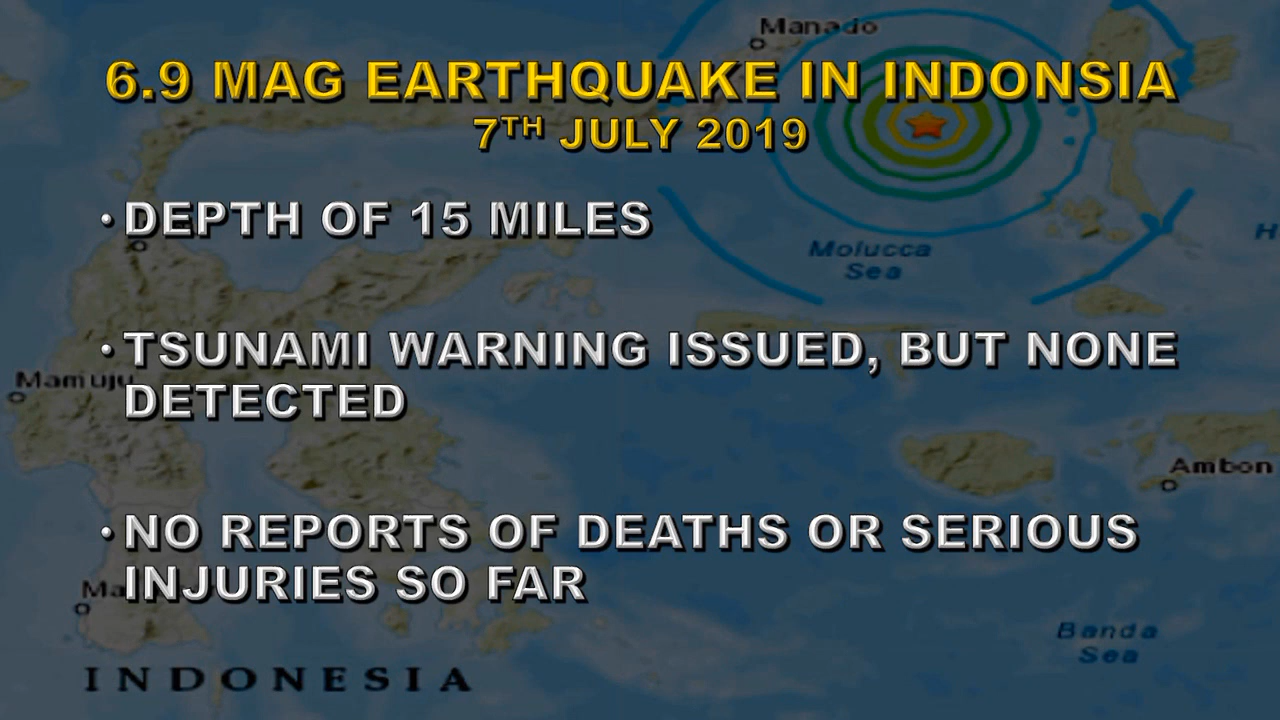 Manado
6.9 MAG EARTHQUAKE IN INDONSIA
7TH JULY 2019
• DEPTH OF 15 MILES
Molucca
Sea
H
• TSUNAMI WARNING ISSUED, BUT NONE
DETECTED
Mamuju
Ambon
• NO REPORTS OF DEATHS OR SERIOUS
INJURIES SO FAR
Ma
Banda
Sea
INDONESIA